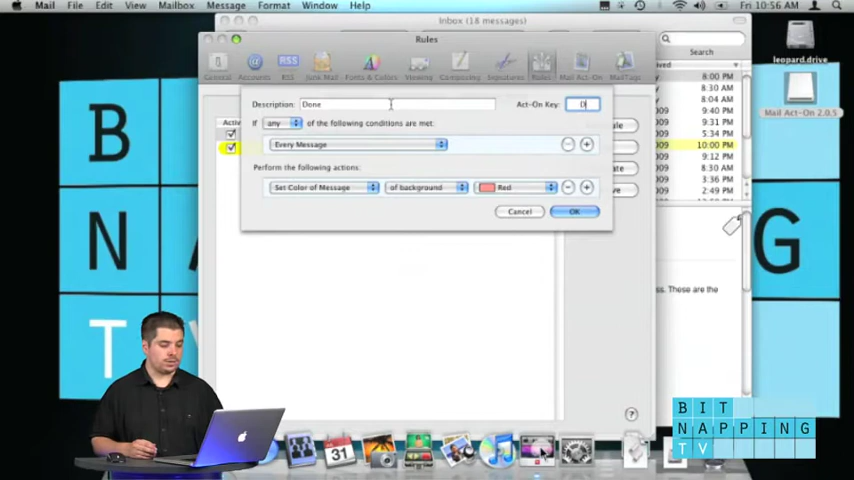 Mail File Edit View Mailbox Message Format Window Help
Fri 10:56 AM
Inbox (18 messages)
Rules
General Accounts RSS Junk Mail Fonts & Colors Viewing Composing Signatures Rules Mail Act-On MailTags
Search
leopard.drive
Mail Act-On 2.0.5
Description: Done
Act-On Key: D
If any of the following conditions are met:
Every Message
Perform the following actions:
Set Color of Message of background Red
Cancel OK
8:00 PM
8:30 AM
8:04 AM
9:40 PM
5:34 PM
10:00 PM
9:12 PM
3:36 AM
2:49 PM
ss. These are the
B
N
T
G
31
BIT
NAPPING
TV